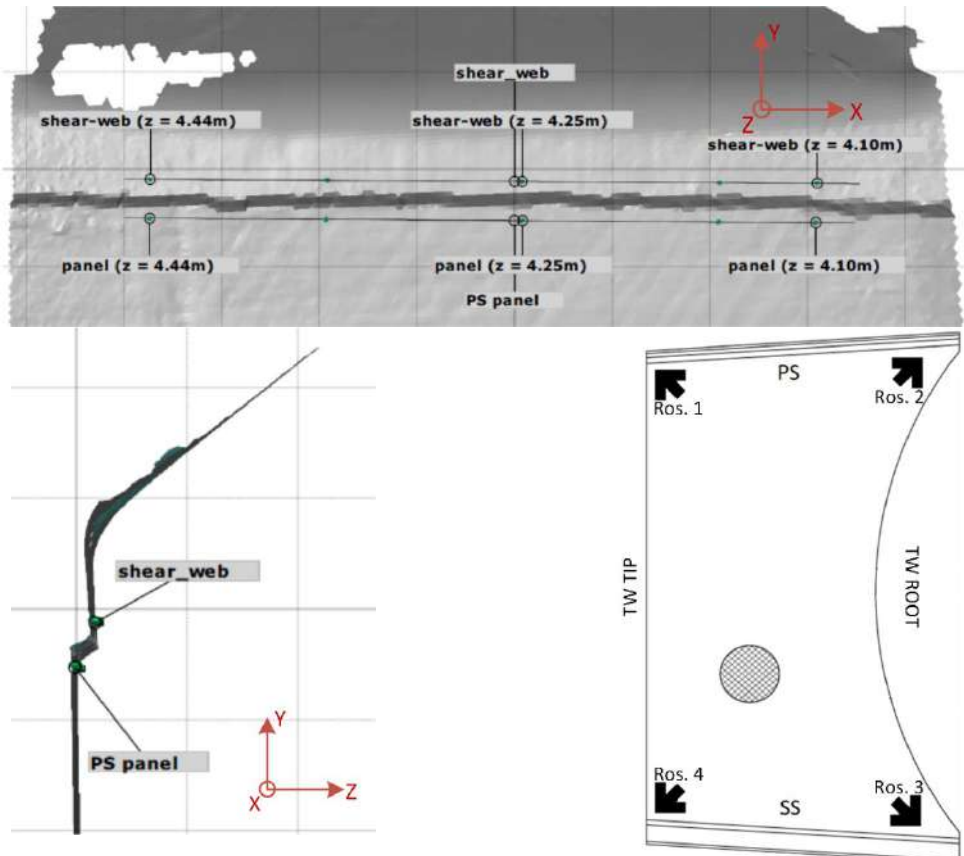 Y
shear_web
shear-web (z = 4.44m)
shear-web (z = 4.25m)
Z
X
shear-web (z = 4.10m)
panel (z = 4.44m)
panel (z = 4.25m)
panel (z = 4.10m)
PS panel
shear_web
PS panel
Y
X
Z
PS
Ros. 1
Ros. 2
TW TIP
TW ROOT
Ros. 4
Ros. 3
SS